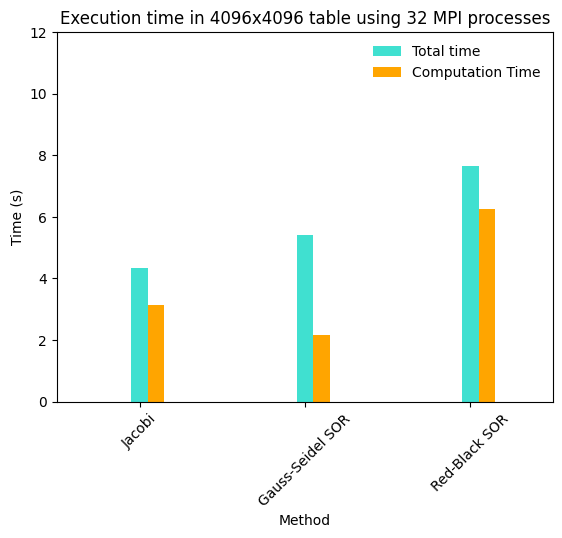 Execution time in 4096x4096 table using 32 MPI processes
Total time
Computation Time
12
10
8
6
4
2
0
Time (s)
Jacobi
Gauss-Seidel SOR
Red-Black SOR
Method